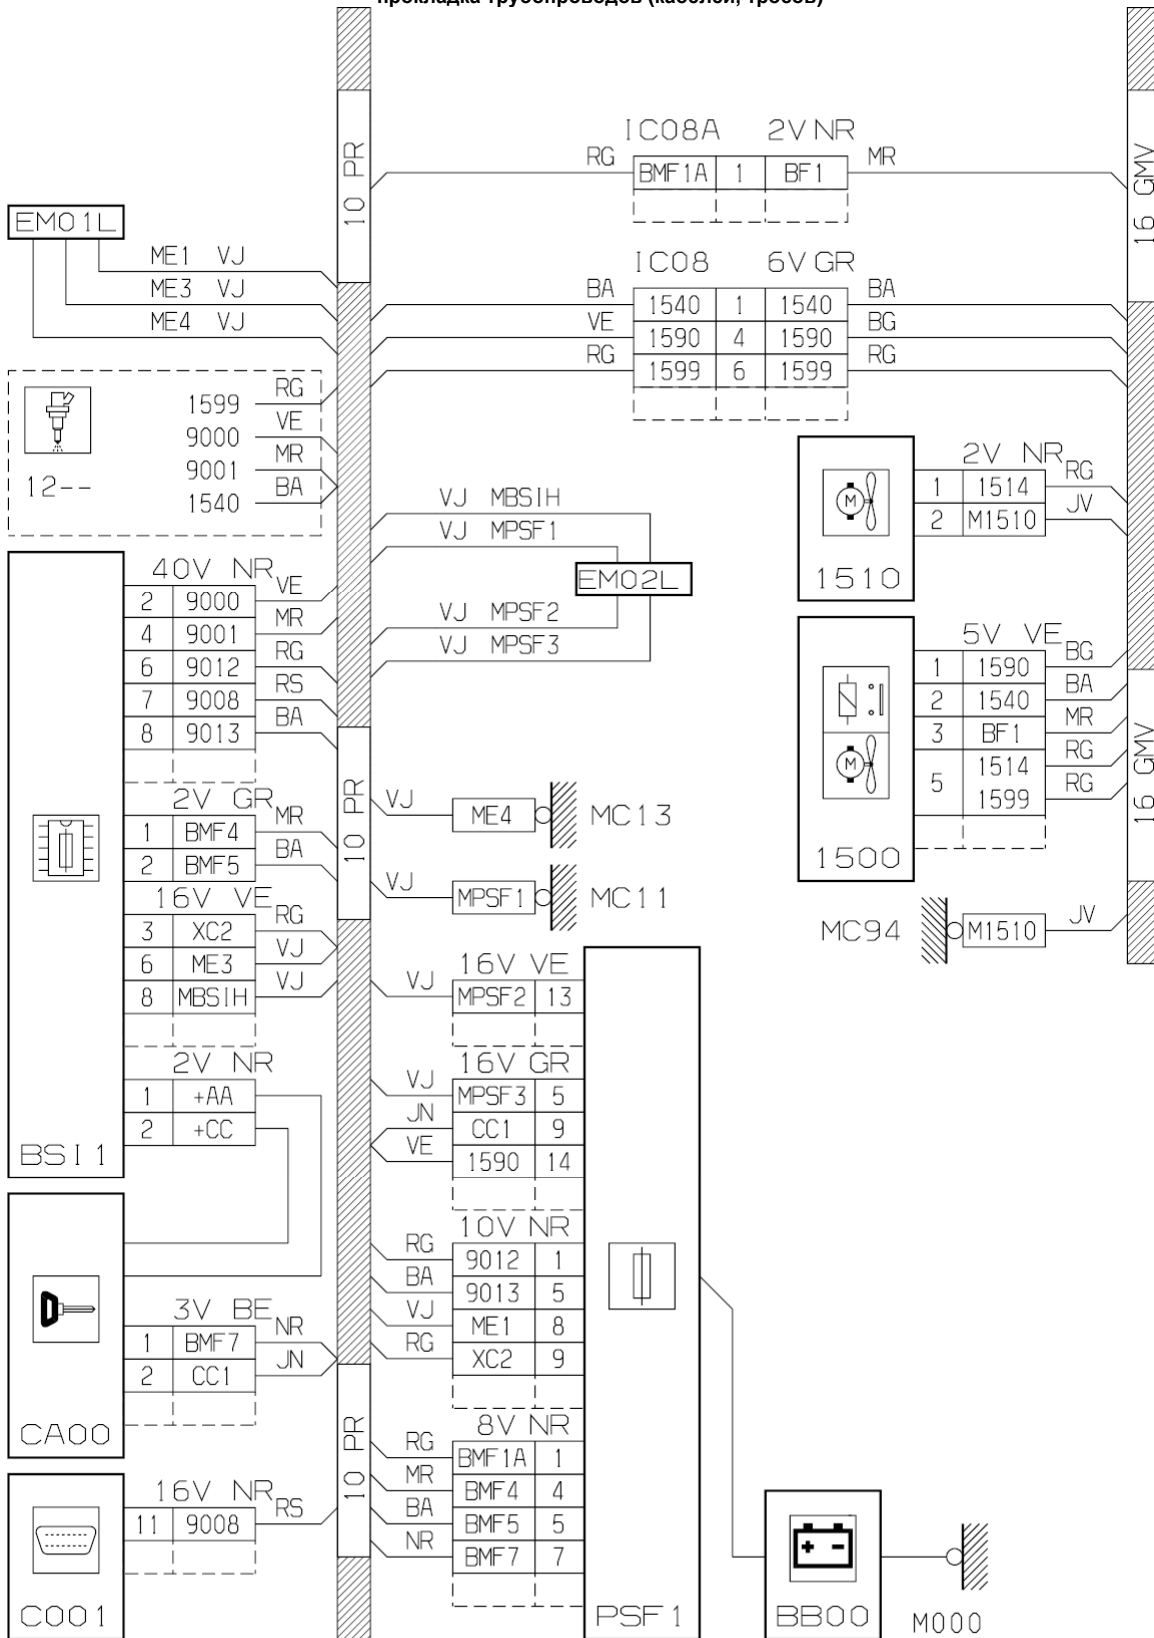 прокладка трубопроводов (кабелей, тросов)
10 PR
16 GMV
IC08A 2V NR
RG BMF1A 1 BF1 MR
EM01L
ME1 VJ
ME3 VJ
ME4 VJ
IC08 6V GR
BA 1540 1 1540 BA
VE 1590 4 1590 BG
RG 1599 6 1599 RG
1599 RG
9000 VE
9001 MR
1540 BA
12--
VJ MBSIH
VJ MPSF1
EM02L
VJ MPSF2
VJ MPSF3
2V NR
1 1514 RG
2 M1510 JV
M
1510
5V VE
1 1590 BG
2 1540 BA
3 BF1 MR
5 1514 RG
1599 RG
M
1500
16 GMV
MC94 M1510 JV
40V NR
2 9000 VE
4 9001 MR
6 9012 RG
7 9008 RS
8 9013 BA
2V GR
1 BMF4 MR
2 BMF5 BA
16V VE
3 XC2 RG
6 ME3 VJ
8 MBSIH VJ
2V NR
1 +AA
2 +CC
BSI1
10 PR
VJ ME4 MC13
VJ MPSF1 MC11
16V VE
VJ MPSF2 13
16V GR
VJ MPSF3 5
JN CC1 9
VE 1590 14
10V NR
RG 9012 1
BA 9013 5
VJ ME1 8
RG XC2 9
8V NR
RG BMF1A 1
MR BMF4 4
BA BMF5 5
NR BMF7 7
PSF1
3V BE
1 BMF7 NR
2 CC1 JN
CA00
10 PR
16V NR
11 9008 RS
C001
+ -
BB00
M000